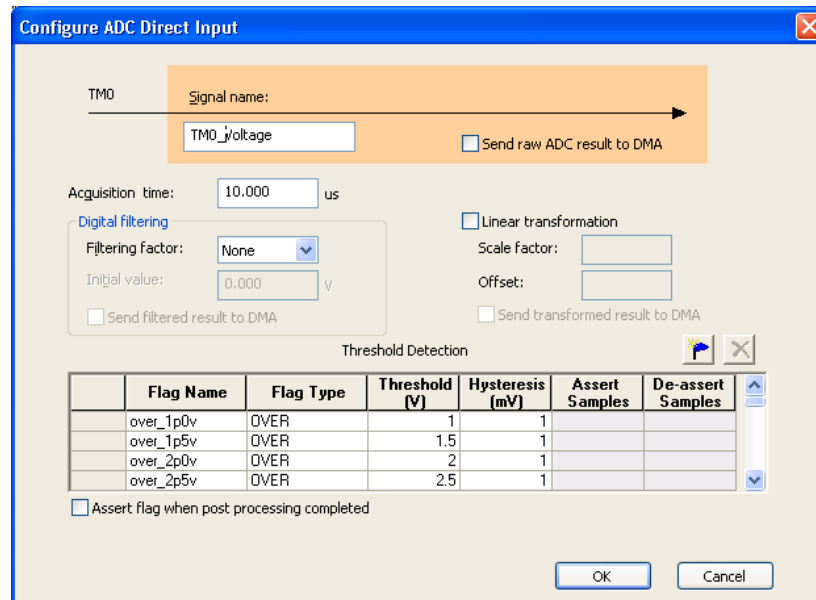 Configure ADC Direct Input
TM0
Signal name:
TM0_Voltage
Send raw ADC result to DMA
Acquisition time:
10.000
us
Digital filtering
Filtering factor:
None
Initial value:
0.000
V
Send filtered result to DMA
Linear transformation
Scale factor:
Offset:
Send transformed result to DMA
Threshold Detection
Flag Name Flag Type Threshold (V) Hysteresis (mV) Assert Samples De-assert Samples
over_1p0v OVER 1 1
over_1p5v OVER 1.5 1
over_2p0v OVER 2 1
over_2p5v OVER 2.5 1
Assert flag when post processing completed
OK
Cancel